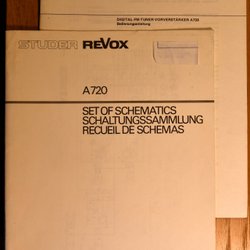 DIGITAL-FM-TUNER-VORVERSTÄRKER A720
Bedienungsanleitung
STUDER REVOX
A720
SET OF SCHEMATICS
SCHALTUNGSSAMMLUNG
RECUEIL DE SCHEMAS